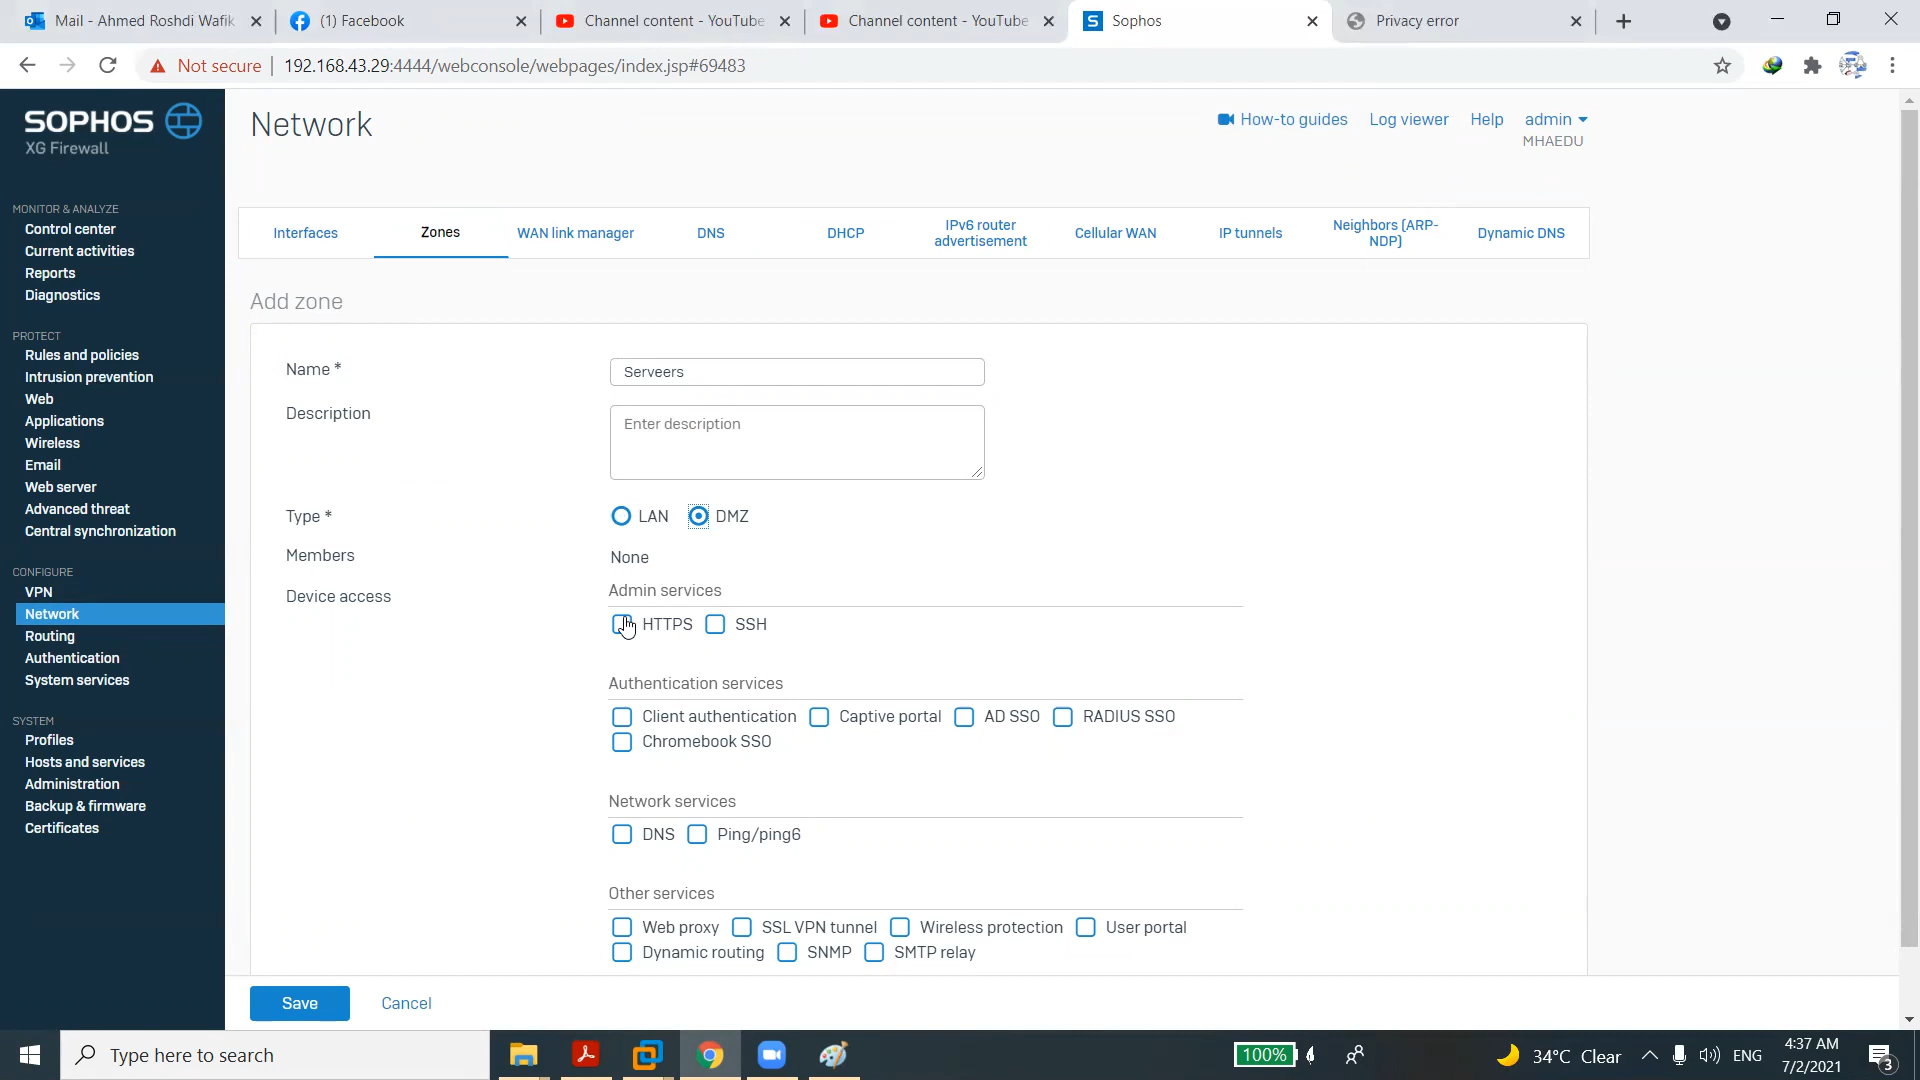 Mail - Ahmed Roshdi Wafik
(1) Facebook
Channel content - YouTube
Channel content - YouTube
Sophos
Privacy error
Not secure
192.168.43.29:4444/webconsole/webpages/index.jsp#69483
SOPHOS
XG Firewall
Network
How-to guides
Log viewer
Help
admin
MHAEDU
MONITOR & ANALYZE
Control center
Current activities
Reports
Diagnostics
PROTECT
Rules and policies
Intrusion prevention
Web
Applications
Wireless
Email
Web server
Advanced threat
Central synchronization
CONFIGURE
VPN
Network
Routing
Authentication
System services
SYSTEM
Profiles
Hosts and services
Administration
Backup & firmware
Certificates
Interfaces
Zones
WAN link manager
DNS
DHCP
IPv6 router
advertisement
Cellular WAN
IP tunnels
Neighbors (ARP-
NDP)
Dynamic DNS
Add zone
Name *
Serveers
Description
Enter description
Type *
LAN DMZ
Members
None
Device access
Admin services
HTTPS SSH
Authentication services
Client authentication Captive portal AD SSO RADIUS SSO
Chromebook SSO
Network services
DNS Ping/ping6
Other services
Web proxy SSL VPN tunnel Wireless protection User portal
Dynamic routing SNMP SMTP relay
Save
Cancel
Type here to search
100%
34°C Clear
ENG
4:37 AM
7/2/2021
3